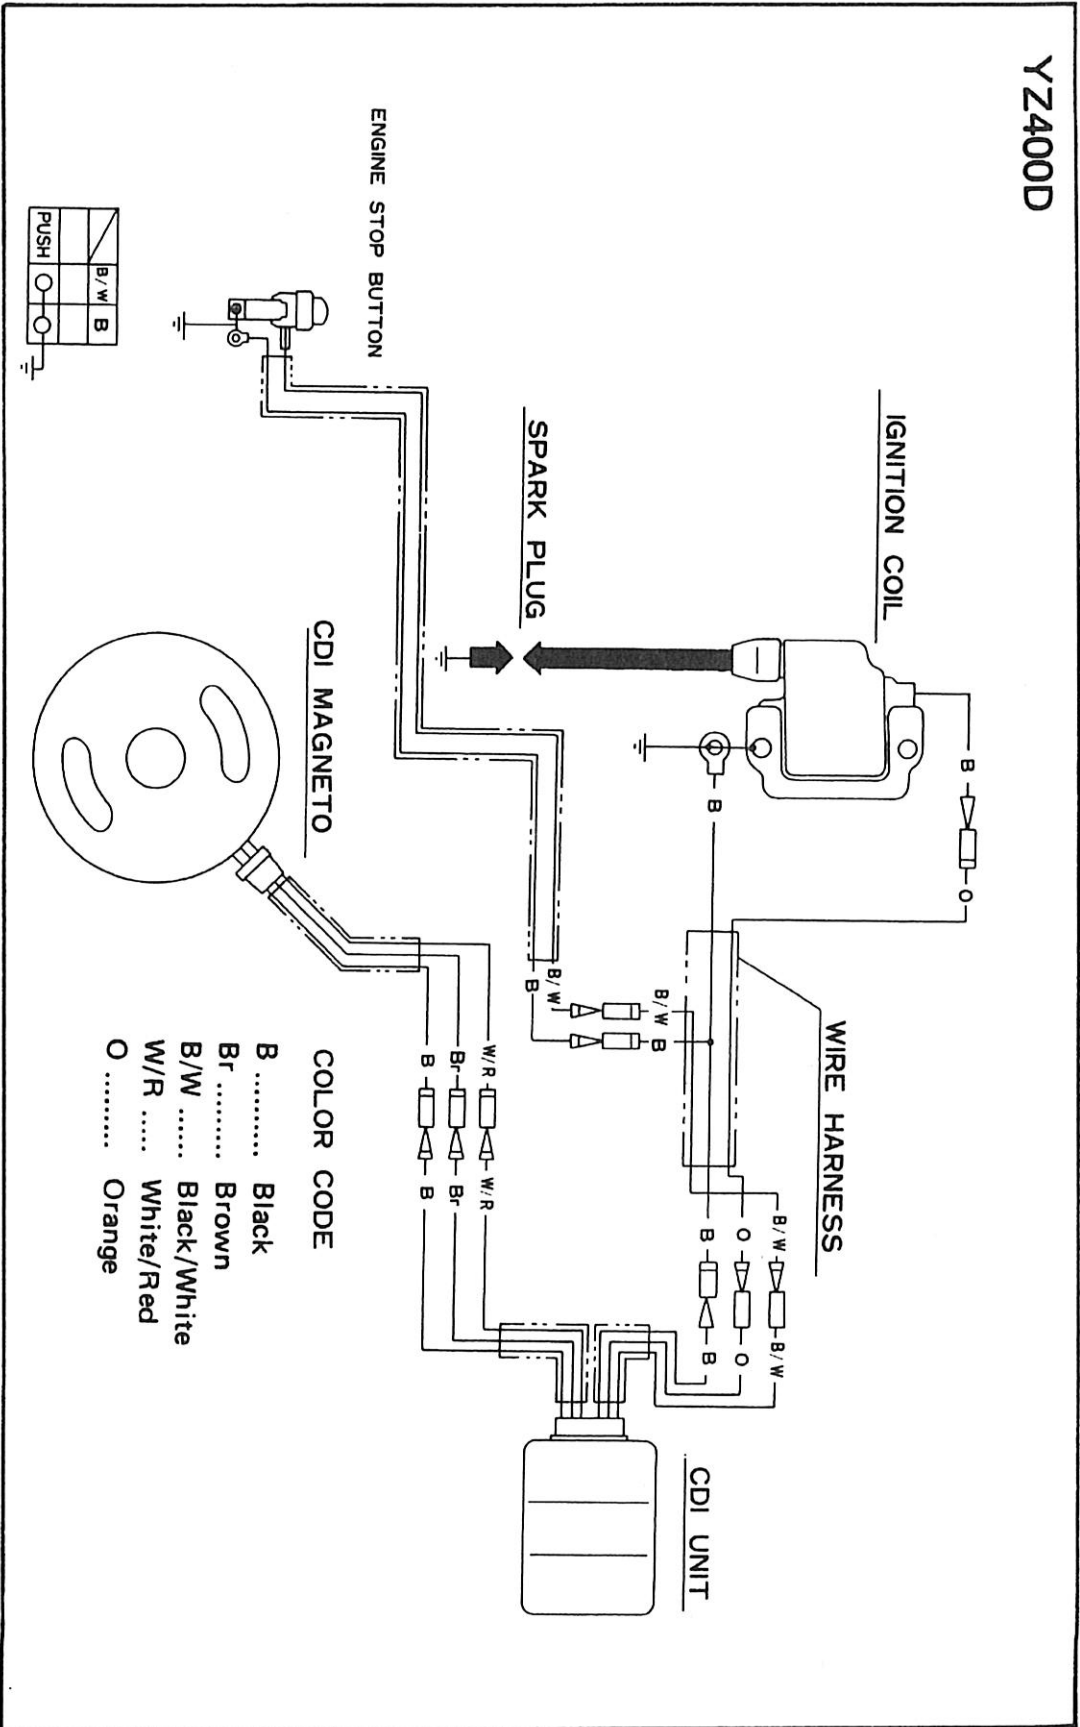 YZ400D
IGNITION COIL
SPARK PLUG
ENGINE STOP BUTTON
B/W B
PUSH
CDI MAGNETO
WIRE HARNESS
CDI UNIT
B
O
B
B/W
B
B/W
B
B/W
O
B
B/W
O
B
W/R
Br
B
W/R
Br
B
COLOR CODE
B ......... Black
Br ......... Brown
B/W ...... Black/White
W/R ..... White/Red
O ......... Orange